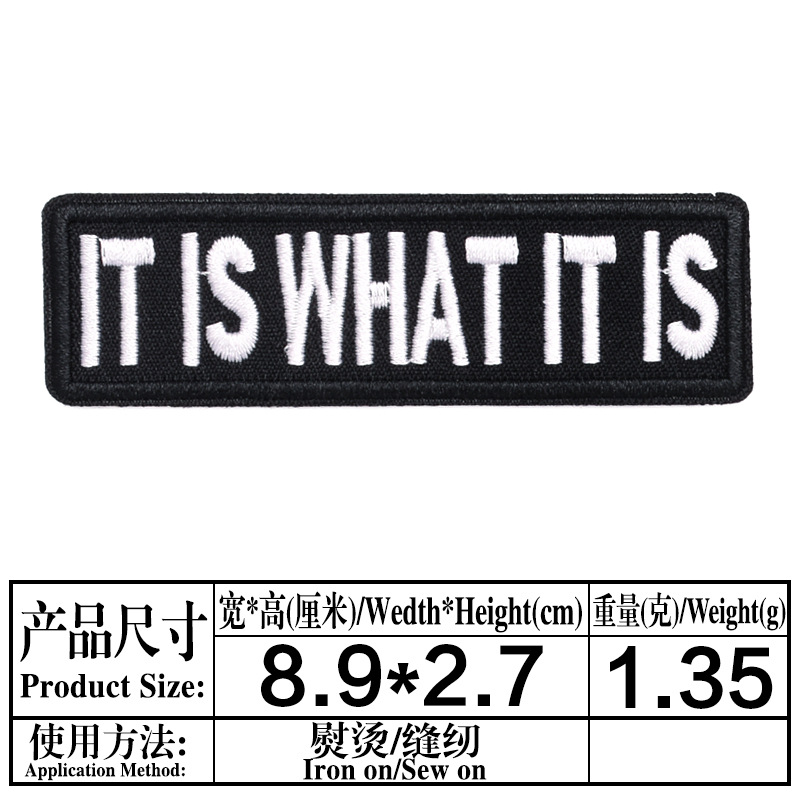 IT IS WHAT IT IS
产品尺寸
Product Size:
宽*高(厘米)/Wedth*Height(cm)
重量(克)/Weight(g)
8.9*2.7
1.35
使用方法:
Application Method:
熨烫/缝纫
Iron on/Sew on